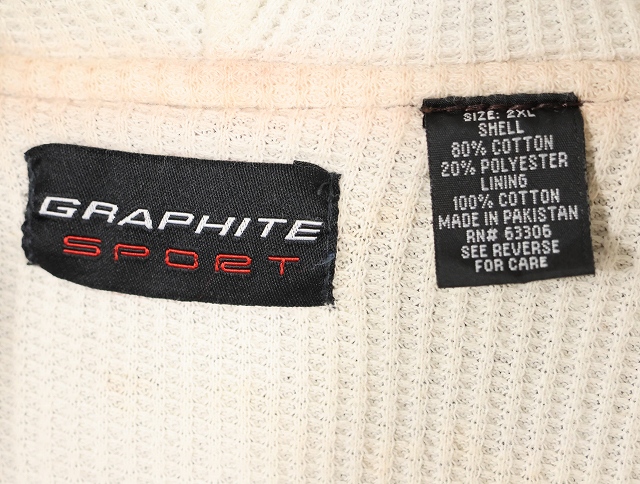 GRAPHITE
SPORT
SIZE: 2XL
SHELL
80% COTTON
20% POLYESTER
LINING
100% COTTON
MADE IN PAKISTAN
RN# 63306
SEE REVERSE
FOR CARE